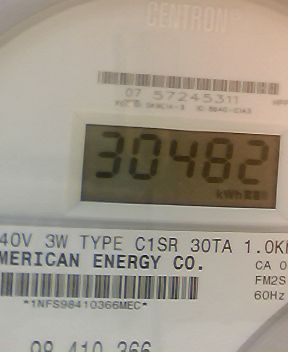 CENTRON®
07 57245311
30482
kWh
40V 3W TYPE C1SR 30TA 1.0K
MERICAN ENERGY CO.
CA 0
FM2S
60Hz
*1NFS98410366MEC*
98 410 366